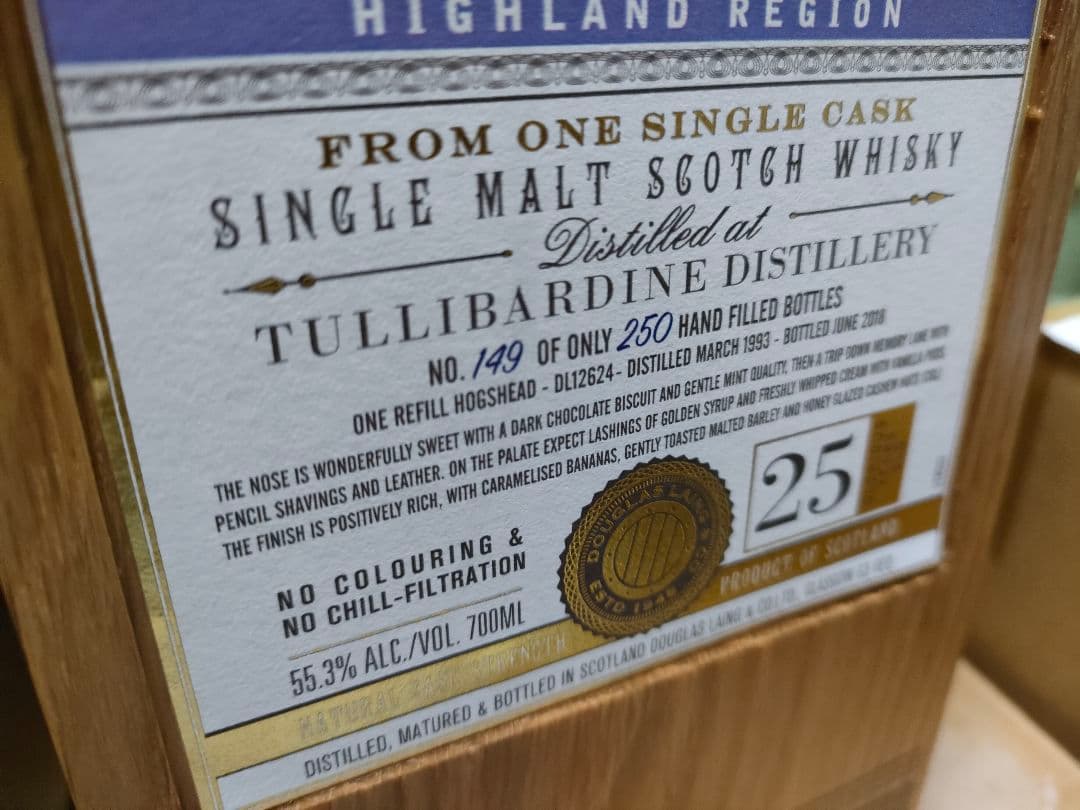 HIGHLAND REGION
FROM ONE SINGLE CASK
SINGLE MALT SCOTCH WHISKY
Distilled at
TULLIBARDINE DISTILLERY
NO. 149 OF ONLY 250 HAND FILLED BOTTLES
ONE REFILL HOGSHEAD - DL12624 - DISTILLED MARCH 1993 - BOTTLED JUNE 2018
THE NOSE IS WONDERFULLY SWEET WITH A DARK CHOCOLATE BISCUIT AND GENTLE MINT QUALITY, THEN A TRIP DOWN MEMORY LANE WITH
PENCIL SHAVINGS AND LEATHER. ON THE PALATE EXPECT LASHINGS OF GOLDEN SYRUP AND FRESHLY WHIPPED CREAM WITH VANILLA PODS.
THE FINISH IS POSITIVELY RICH, WITH CARAMELISED BANANAS, GENTLY TOASTED MALTED BARLEY AND HONEY GLAZED CASHEW NUTS
25
NO COLOURING &
NO CHILL-FILTRATION
DOUGLAS LAING & CO
ESTD 1948
55.3% ALC./VOL. 700ML
PRODUCT OF SCOTLAND
NATURAL CASK STRENGTH
DISTILLED, MATURED & BOTTLED IN SCOTLAND DOUGLAS LAING & CO LTD, GLASGOW